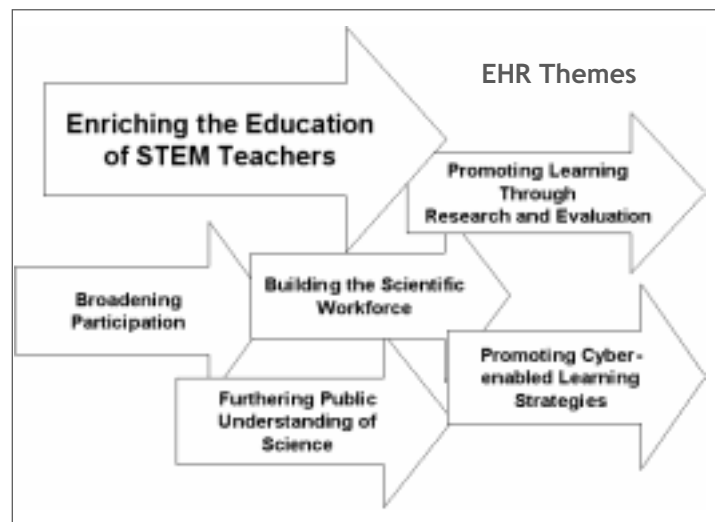 EHR Themes
Enriching the Education
of STEM Teachers
Promoting Learning
Through
Research and Evaluation
Building the Scientific
Workforce
Broadening
Participation
Promoting Cyber-
enabled Learning
Strategies
Furthering Public
Understanding of
Science